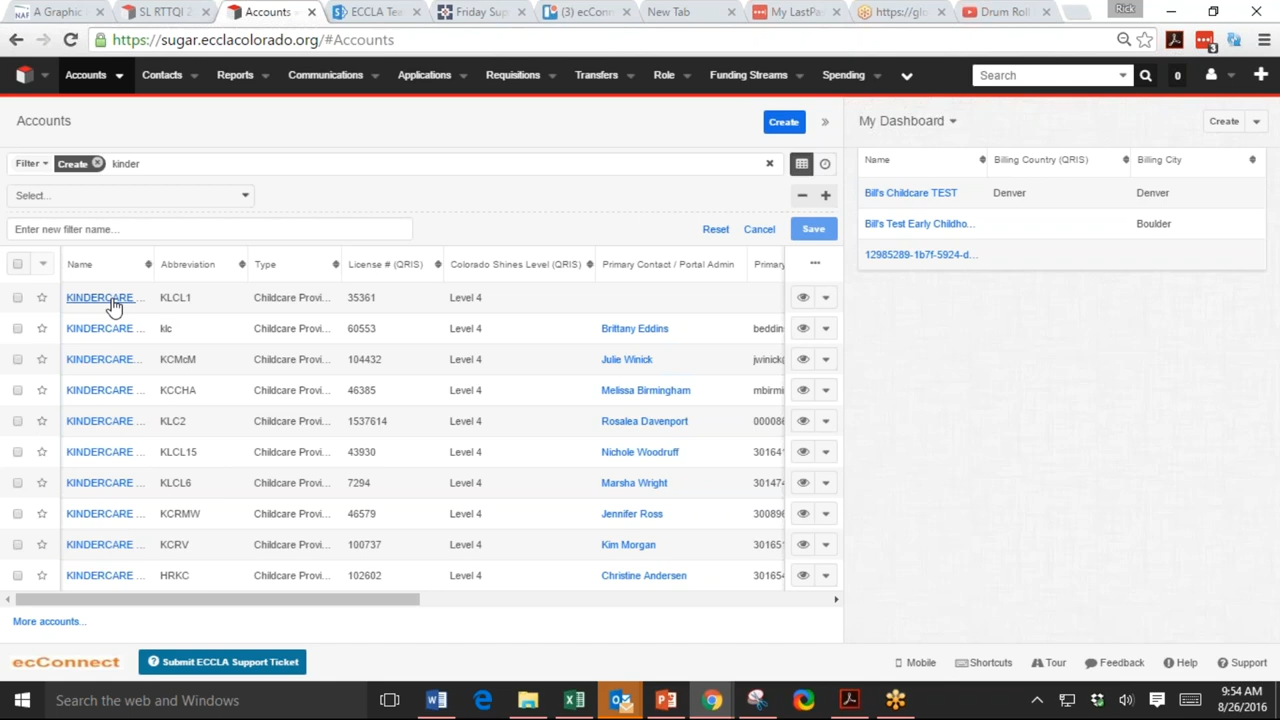 A Graphic
SL RTTQI 2
Accounts
ECCLA Tea
Friday Sup
(3) ecConn
New Tab
My LastPa
https://glo
Drum Roll
Rick
https://sugar.ecclacolorado.org/#Accounts
3
Accounts Contacts Reports Communications Applications Requisitions Transfers Role Funding Streams Spending Search 0
Accounts Create » My Dashboard Create
Filter Create kinder
Select...
Enter new filter name... Reset Cancel Save
Name Billing Country (QRIS) Billing City
Bill's Childcare TEST Denver Denver
Bill's Test Early Childho... Boulder
12985289-1b7f-5924-d...
Name Abbreviation Type License # (QRIS) Colorado Shines Level (QRIS) Primary Contact / Portal Admin Primary
KINDERCARE ... KLCL1 Childcare Provi... 35361 Level 4
KINDERCARE ... klc Childcare Provi... 60553 Level 4 Brittany Eddins beddin
KINDERCARE ... KCMcM Childcare Provi... 104432 Level 4 Julie Winick jwinick
KINDERCARE ... KCCHA Childcare Provi... 46385 Level 4 Melissa Birmingham mbirmi
KINDERCARE ... KLC2 Childcare Provi... 1537614 Level 4 Rosalea Davenport 000086
KINDERCARE ... KLCL15 Childcare Provi... 43930 Level 4 Nichole Woodruff 30164
KINDERCARE ... KLCL6 Childcare Provi... 7294 Level 4 Marsha Wright 301474
KINDERCARE ... KCRMW Childcare Provi... 46579 Level 4 Jennifer Ross 300896
KINDERCARE ... KCRV Childcare Provi... 100737 Level 4 Kim Morgan 30165
KINDERCARE ... HRKC Childcare Provi... 102602 Level 4 Christine Andersen 301654
More accounts...
ecConnect Submit ECCLA Support Ticket Mobile Shortcuts Tour Feedback Help Support
Search the web and Windows
9:54 AM
8/26/2016